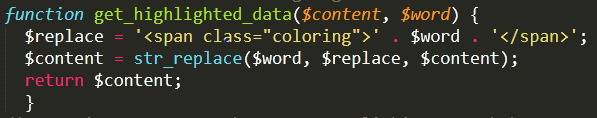 function get_highlighted_data($content, $word) {
$replace = '<span class="coloring">' . $word . '</span>';
$content = str_replace($word, $replace, $content);
return $content;
}